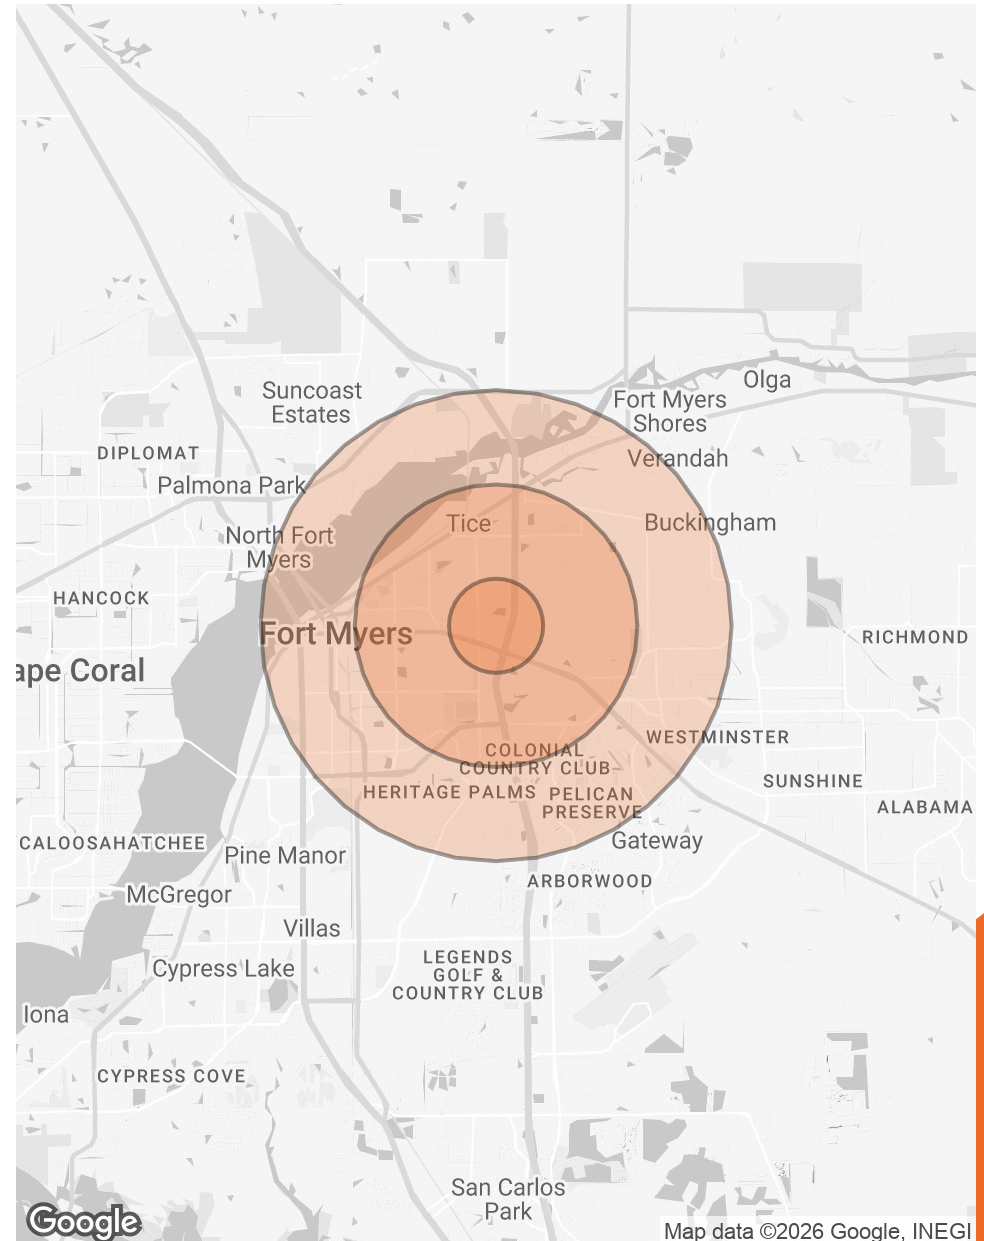 Olga
Suncoast
Estates
Fort Myers
Shores
DIPLOMAT
Verandah
Palmona Park
Tice
Buckingham
North Fort
Myers
HANCOCK
Fort Myers
RICHMOND
ape Coral
WESTMINSTER
COLONIAL
COUNTRY CLUB
SUNSHINE
HERITAGE PALMS
PELICAN
PRESERVE
ALABAMA
CALOOSAHATCHEE
Gateway
Pine Manor
ARBORWOOD
McGregor
Villas
LEGENDS
GOLF &
COUNTRY CLUB
Cypress Lake
Iona
CYPRESS COVE
San Carlos
Park
Google
Map data ©2026 Google, INEGI